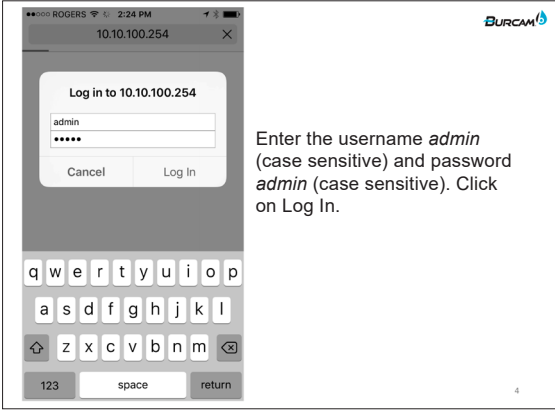 ROGERS 2:24 PM
10.10.100.254 ×
Log in to 10.10.100.254
admin
•••••
Cancel Log In
q w e r t y u i o p
a s d f g h j k l
z x c v b n m
123 space return
BURCAM
Enter the username admin
(case sensitive) and password
admin (case sensitive). Click
on Log In.
4